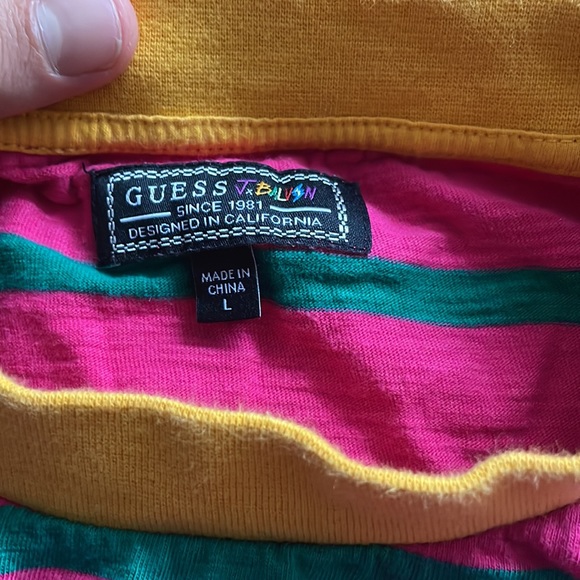 GUESS J x BALVIN
SINCE 1981
DESIGNED IN CALIFORNIA
MADE IN
CHINA
L